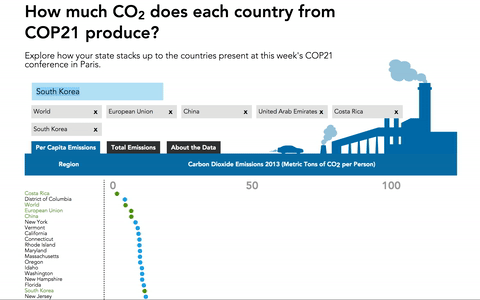 How much CO₂ does each country from
COP21 produce?
Explore how your state stacks up to the countries present at this week's COP21
conference in Paris.
South Korea
World x European Union x China x United Arab Emirates x Costa Rica x
South Korea x
Per Capita Emissions Total Emissions About the Data
Region Carbon Dioxide Emissions 2013 (Metric Tons of CO₂ per Person)
0 50 100
Costa Rica
District of Columbia
World
European Union
China
New York
Vermont
California
Connecticut
Rhode Island
Maryland
Massachusetts
Oregon
Idaho
Washington
New Hampshire
Florida
South Korea
New Jersey